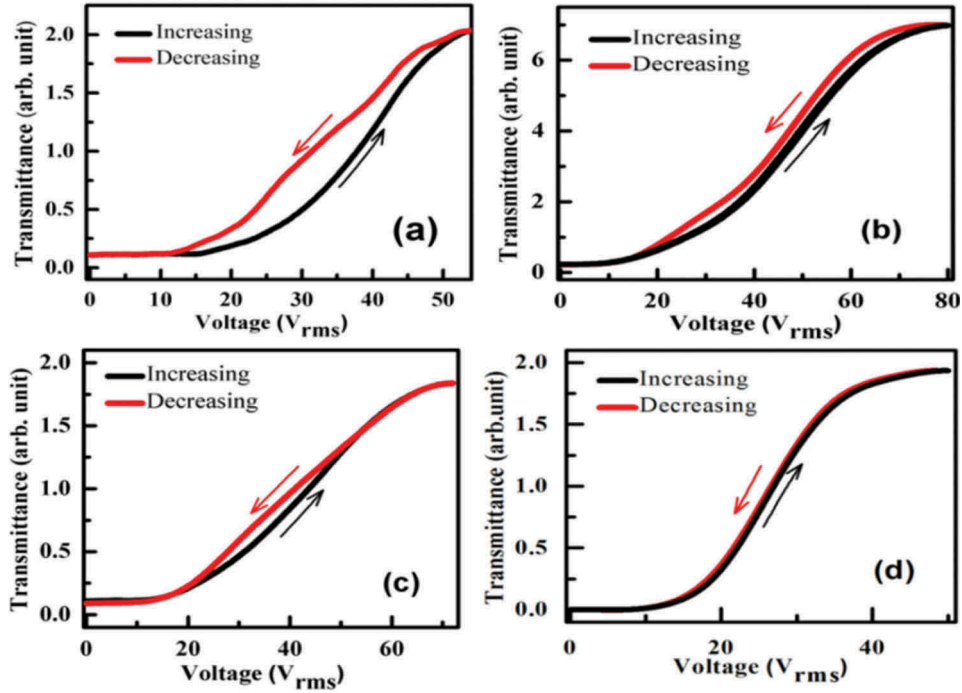 Increasing
Decreasing
Transmittance (arb. unit)
2.0
1.5
1.0
0.5
0.0
(a)
0 10 20 30 40 50
Voltage (Vrms)
Increasing
Decreasing
Transmittance (arb. unit)
6
4
2
0
(b)
0 20 40 60 80
Voltage (Vrms)
Increasing
Decreasing
Transmittance (arb. unit)
2.0
1.5
1.0
0.5
0.0
(c)
0 20 40 60
Voltage (Vrms)
Increasing
Decreasing
Transmittance (arb.unit)
2.0
1.5
1.0
0.5
0.0
(d)
0 20 40
Voltage (Vrms)